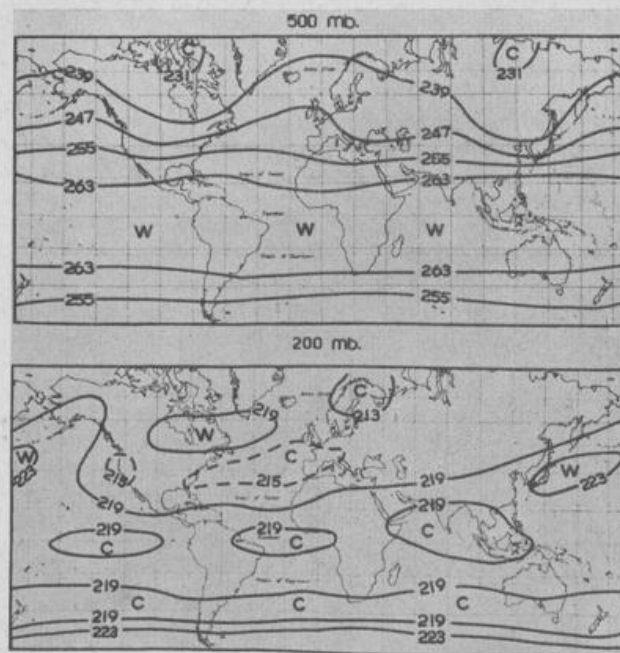 500 mb.
C C
231 231
239 239
247 247
255 255
263 263
W W W
263 263
255 255
200 mb.
C
213
219
W
W
223
C
215
215
219 219
W
223
219 219 219
C C C
219 219
C C C
219 219
223 223